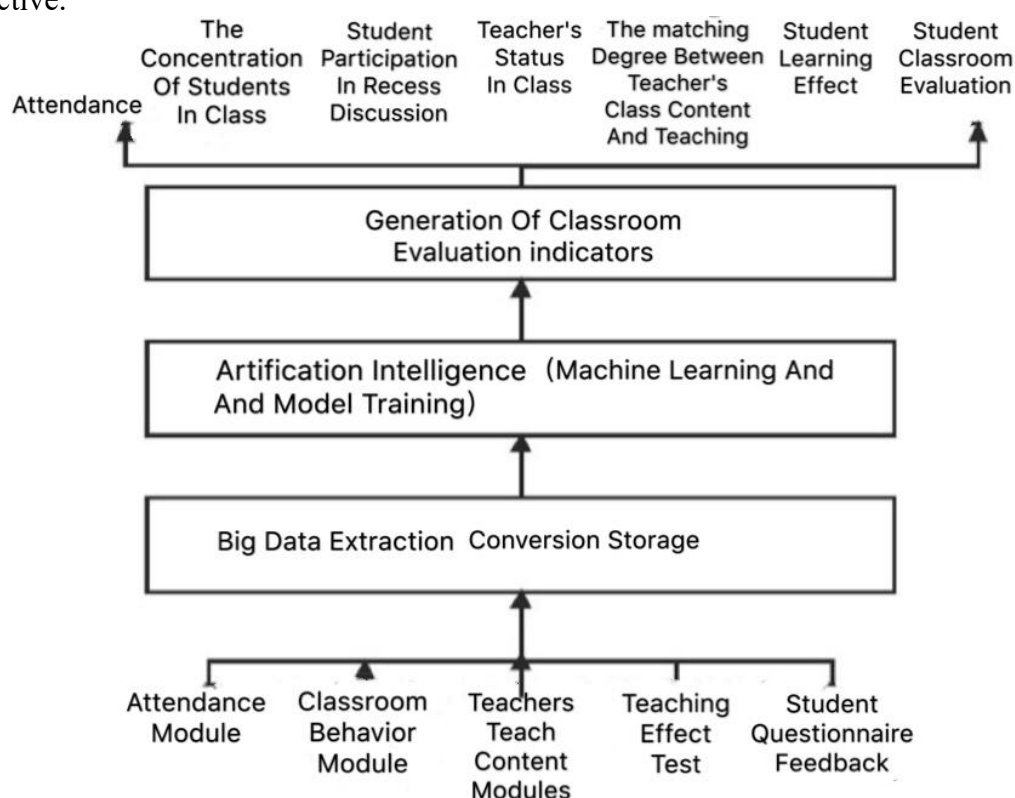 ctive.
The
Concentration
Of Students
In Class
Student
Participation
In Recess
Discussion
Teacher's
Status
In Class
The matching
Degree Between
Teacher's
Class Content
And Teaching
Student
Learning
Effect
Student
Classroom
Evaluation
Attendance
Generation Of Classroom
Evaluation indicators
Artification Intelligence (Machine Learning And
And Model Training)
Big Data Extraction Conversion Storage
Attendance
Module
Classroom
Behavior
Module
Teachers
Teach
Content
Modules
Teaching
Effect
Test
Student
Questionnaire
Feedback